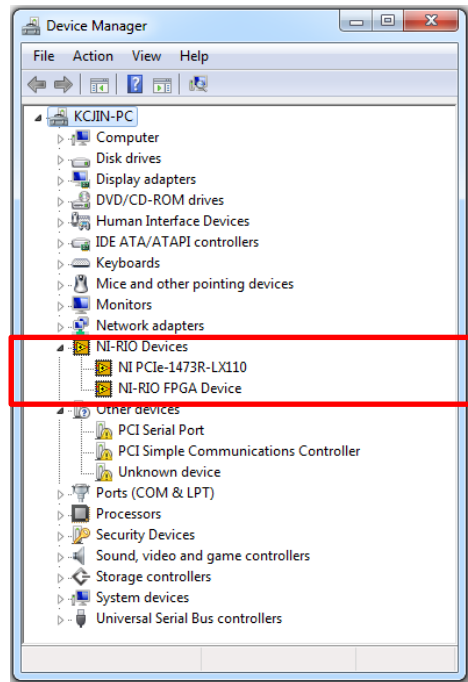 Device Manager
File Action View Help
KCJIN-PC
Computer
Disk drives
Display adapters
DVD/CD-ROM drives
Human Interface Devices
IDE ATA/ATAPI controllers
Keyboards
Mice and other pointing devices
Monitors
Network adapters
NI-RIO Devices
NI PCIe-1473R-LX110
NI-RIO FPGA Device
Other devices
PCI Serial Port
PCI Simple Communications Controller
Unknown device
Ports (COM & LPT)
Processors
Security Devices
Sound, video and game controllers
Storage controllers
System devices
Universal Serial Bus controllers